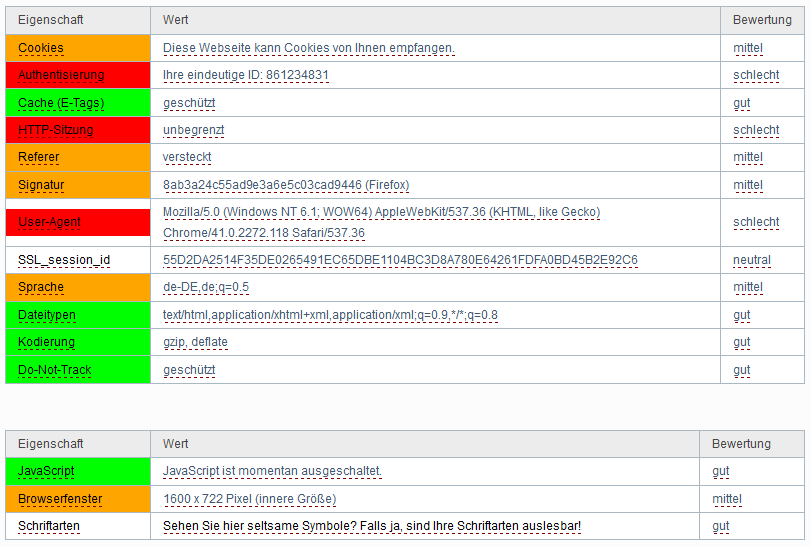 Eigenschaft Wert Bewertung
Cookies Diese Webseite kann Cookies von Ihnen empfangen. mittel
Authentisierung Ihre eindeutige ID: 861234831 schlecht
Cache (E-Tags) geschützt gut
HTTP-Sitzung unbegrenzt schlecht
Referer versteckt mittel
Signatur 8ab3a24c55ad9e3a6e5c03cad9446 (Firefox) mittel
User-Agent Mozilla/5.0 (Windows NT 6.1; WOW64) AppleWebKit/537.36 (KHTML, like Gecko) schlecht
Chrome/41.0.2272.118 Safari/537.36
SSL_session_id 55D2DA2514F35DE0265491EC65DBE1104BC3D8A780E64261FDFA0BD45B2E92C6 neutral
Sprache de-DE,de;q=0.5 mittel
Dateitypen text/html,application/xhtml+xml,application/xml;q=0.9,*/*;q=0.8 gut
Kodierung gzip, deflate gut
Do-Not-Track geschützt gut
Eigenschaft Wert Bewertung
JavaScript JavaScript ist momentan ausgeschaltet. gut
Browserfenster 1600 x 722 Pixel (innere Größe) mittel
Schriftarten Sehen Sie hier seltsame Symbole? Falls ja, sind Ihre Schriftarten auslesbar! gut